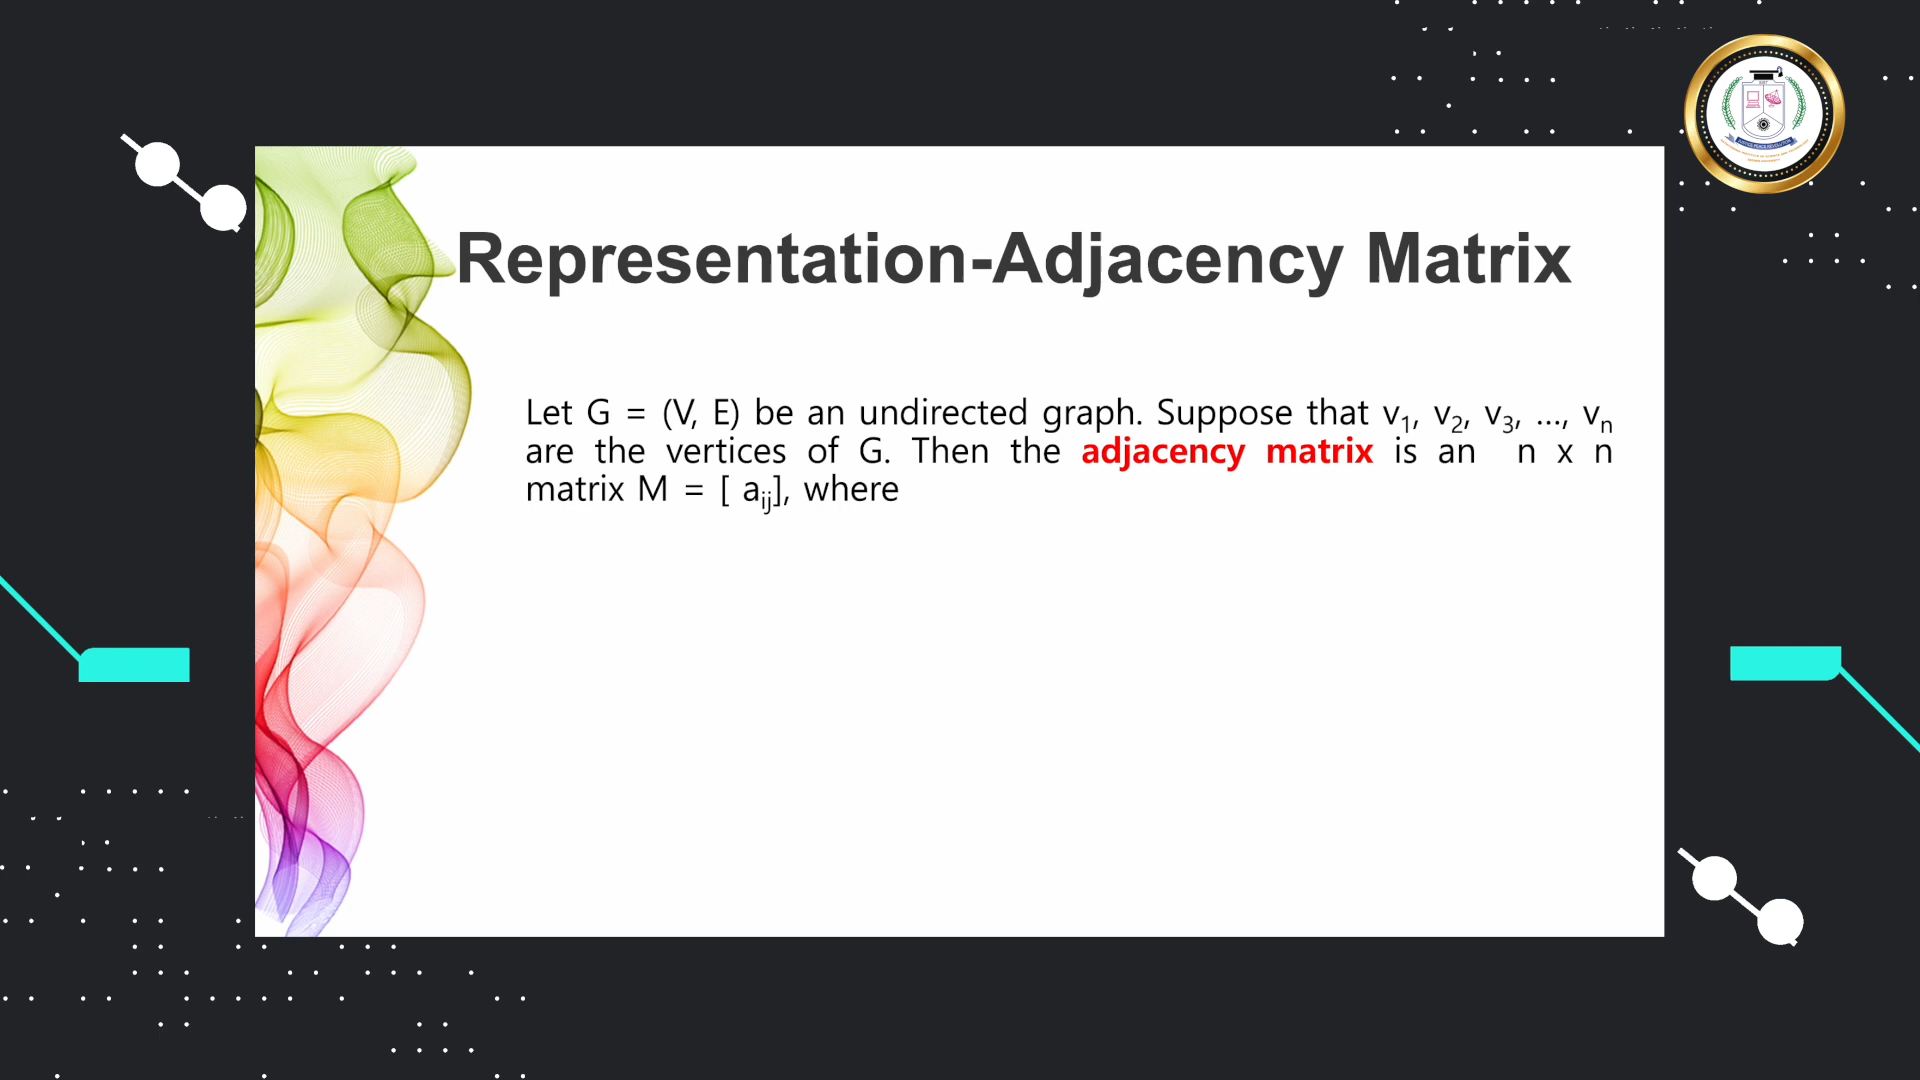 Representation-Adjacency Matrix
Let G = (V, E) be an undirected graph. Suppose that v₁, v₂, v₃, …, vₙ
are the vertices of G. Then the adjacency matrix is an n x n
matrix M = [ aᵢⱼ], where